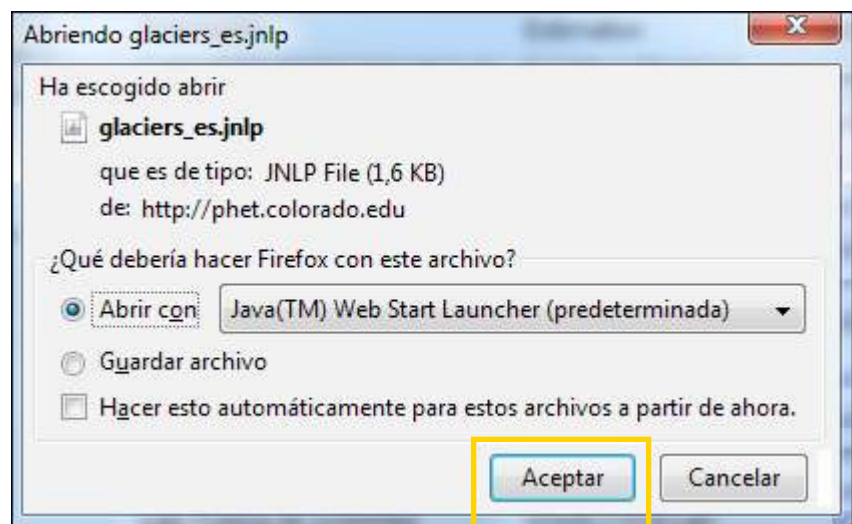 Abriendo glaciers_es.jnlp
Ha escogido abrir
glaciers_es.jnlp
que es de tipo: JNLP File (1,6 KB)
de: http://phet.colorado.edu
¿Qué debería hacer Firefox con este archivo?
Abrir con Java(TM) Web Start Launcher (predeterminada)
Guardar archivo
Hacer esto automáticamente para estos archivos a partir de ahora.
Aceptar Cancelar